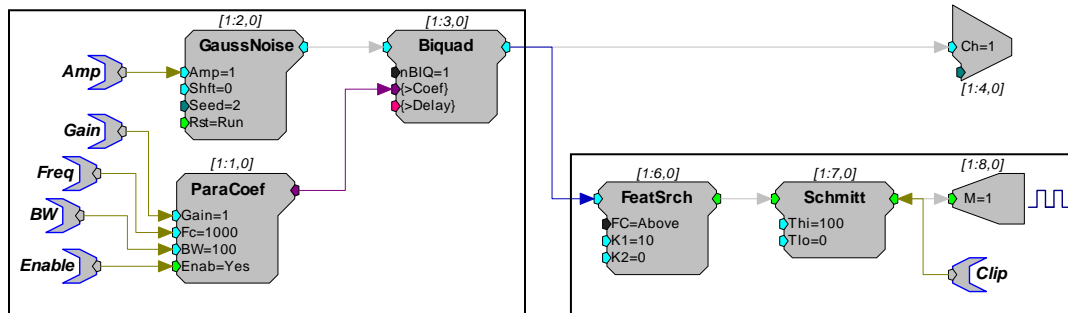 [1:2,0]
GaussNoise
Amp=1
Shft=0
Seed=2
Rst=Run
[1:3,0]
Biquad
nBIQ=1
{>Coef}
{>Delay}
Ch=1
[1:4,0]
Amp
Gain
Freq
BW
Enable
[1:1,0]
ParaCoef
Gain=1
Fc=1000
BW=100
Enab=Yes
[1:6,0]
FeatSrch
FC=Above
K1=10
K2=0
[1:7,0]
Schmitt
Thi=100
Tlo=0
[1:8,0]
M=1
Clip